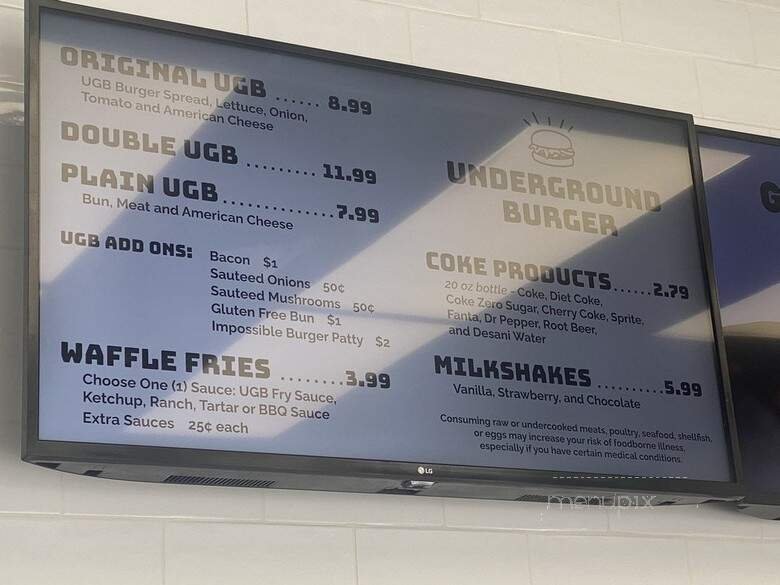 ORIGINAL UGB ...... 8.99
UGB Burger Spread, Lettuce, Onion,
Tomato and American Cheese
DOUBLE UGB ......... 11.99
PLAIN UGB .............. 7.99
Bun, Meat and American Cheese
UGB ADD ONS: Bacon $1
Sauteed Onions 50¢
Sauteed Mushrooms 50¢
Gluten Free Bun $1
Impossible Burger Patty $2
WAFFLE FRIES ........ 3.99
Choose One (1) Sauce: UGB Fry Sauce,
Ketchup, Ranch, Tartar or BBQ Sauce
Extra Sauces 25¢ each
UNDERGROUND
BURGER
COKE PRODUCTS ...... 2.79
20 oz bottle - Coke, Diet Coke,
Coke Zero Sugar, Cherry Coke, Sprite,
Fanta, Dr Pepper, Root Beer,
and Desani Water
MILKSHAKES .......... 5.99
Vanilla, Strawberry, and Chocolate
Consuming raw or undercooked meats, poultry, seafood, shellfish,
or eggs may increase your risk of foodborne illness,
especially if you have certain medical conditions.
LG
menupix
G